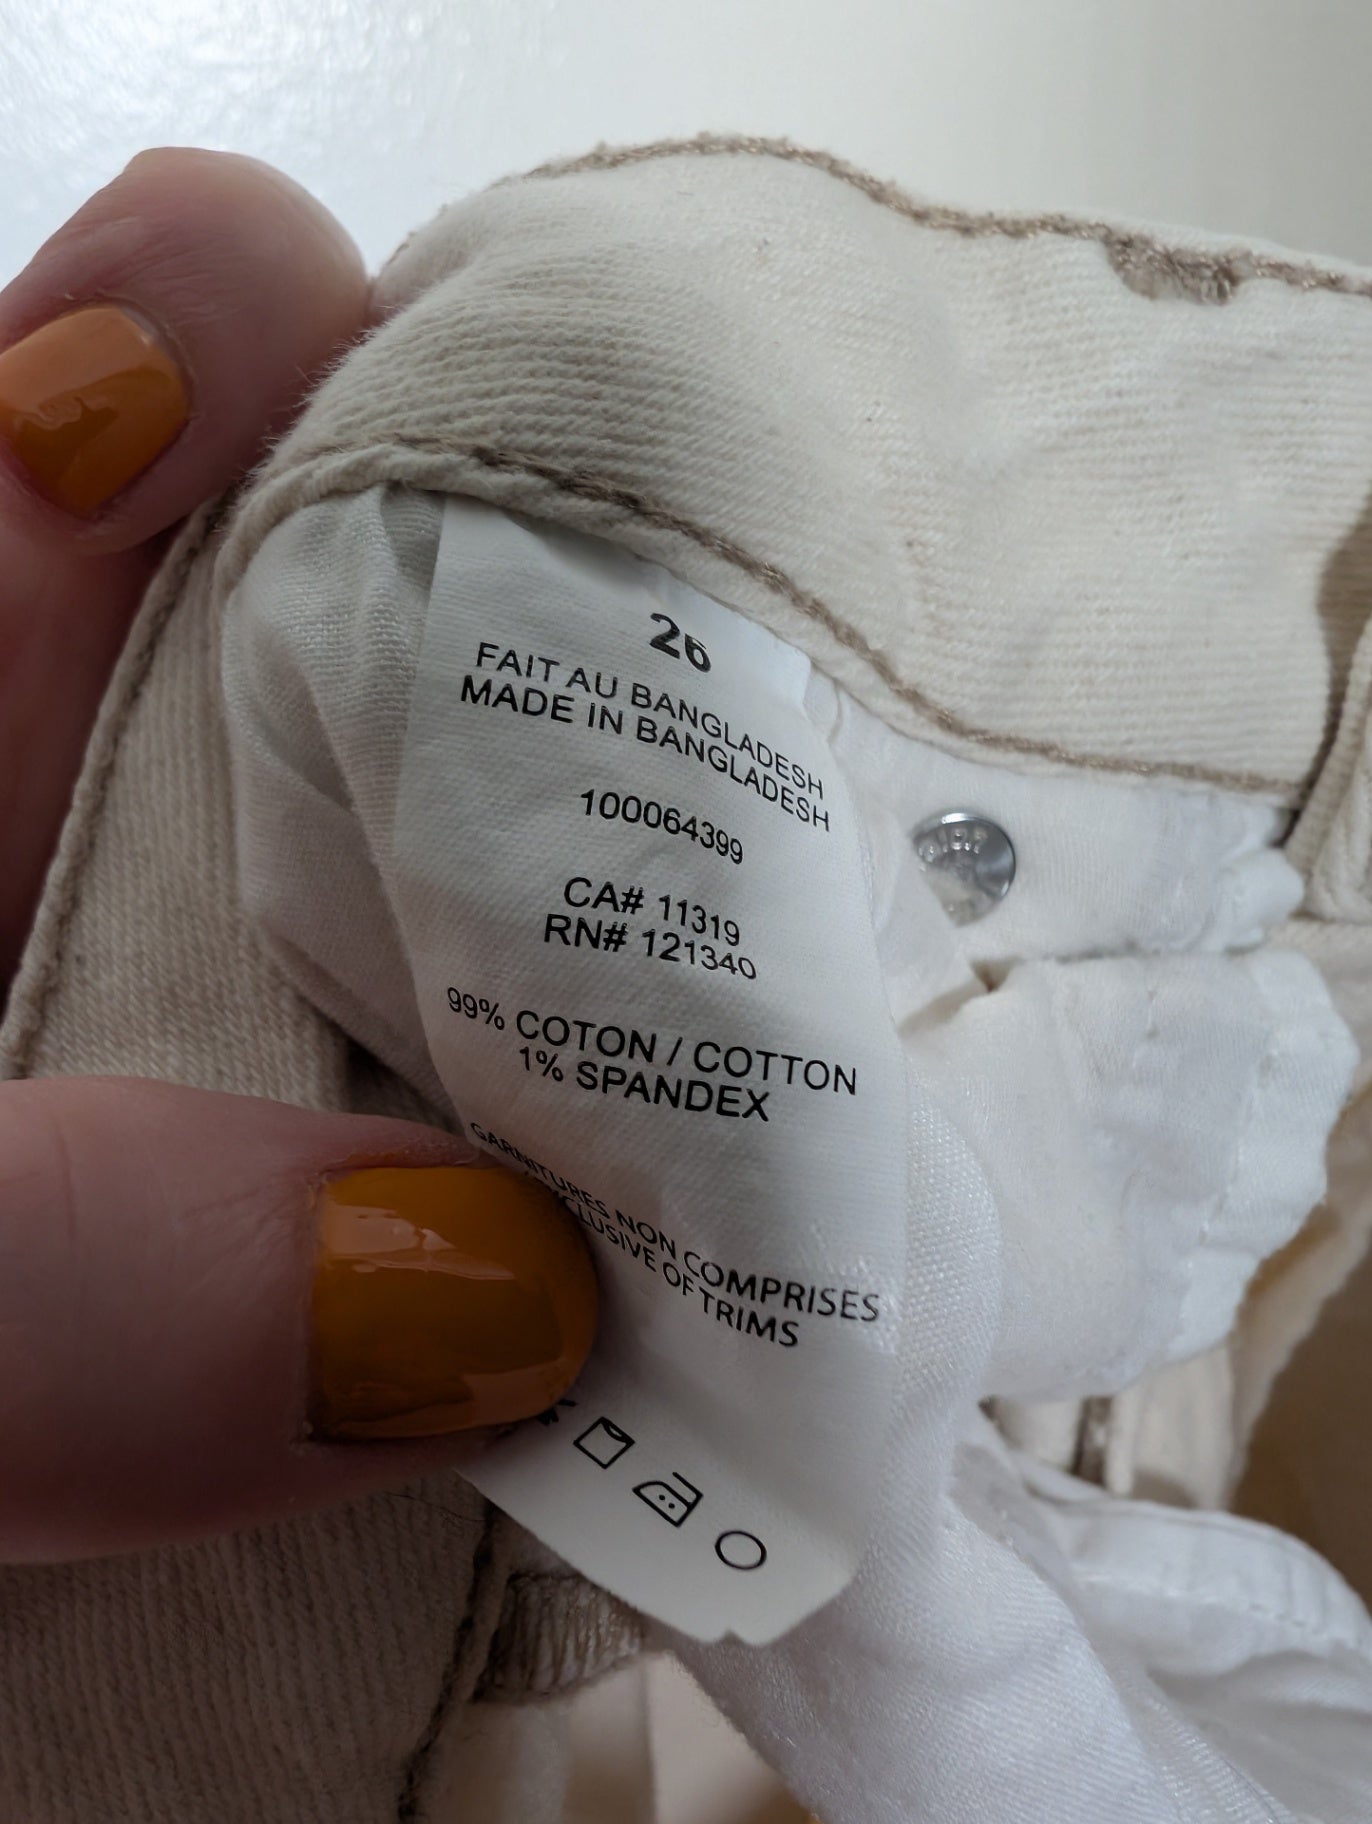 26
FAIT AU BANGLADESH
MADE IN BANGLADESH
100064399
CA# 11319
RN# 121340
99% COTON / COTTON
1% SPANDEX
GARNITURES NON COMPRISES
EXCLUSIVE OF TRIMS